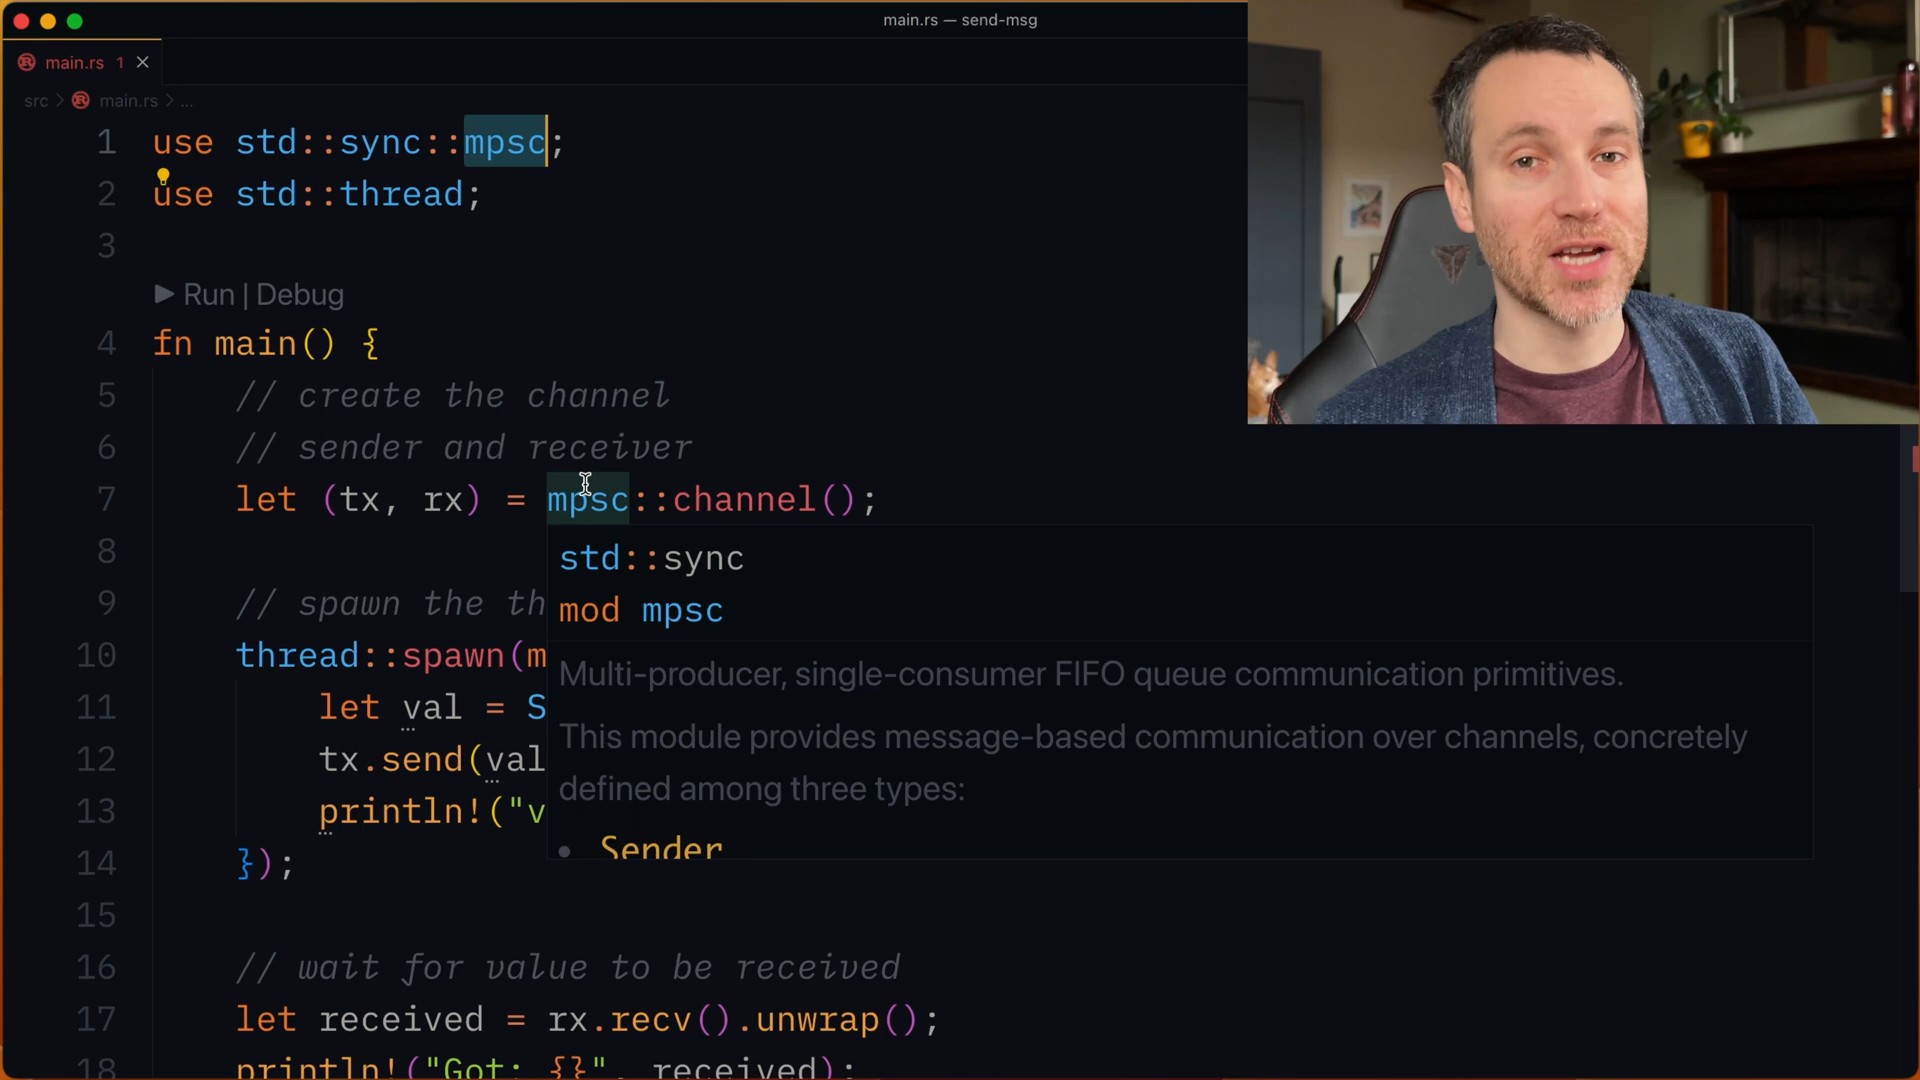 main.rs — send-msg
main.rs 1
src > main.rs > ...
1 use std::sync::mpsc;
2 use std::thread;
3
Run | Debug
4 fn main() {
5 // create the channel
6 // sender and receiver
7 let (tx, rx) = mpsc::channel();
8
std::sync
mod mpsc
Multi-producer, single-consumer FIFO queue communication primitives.
This module provides message-based communication over channels, concretely
defined among three types:
• Sender
9 // spawn the th
10 thread::spawn(m
11 let val = S
12 tx.send(val
13 println!("v
14 });
15
16 // wait for value to be received
17 let received = rx.recv().unwrap();
18 println!("Got: {}", received);